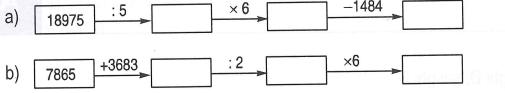 a) 18975 : 5 × 6 −1484
b) 7865 +3683 : 2 ×6